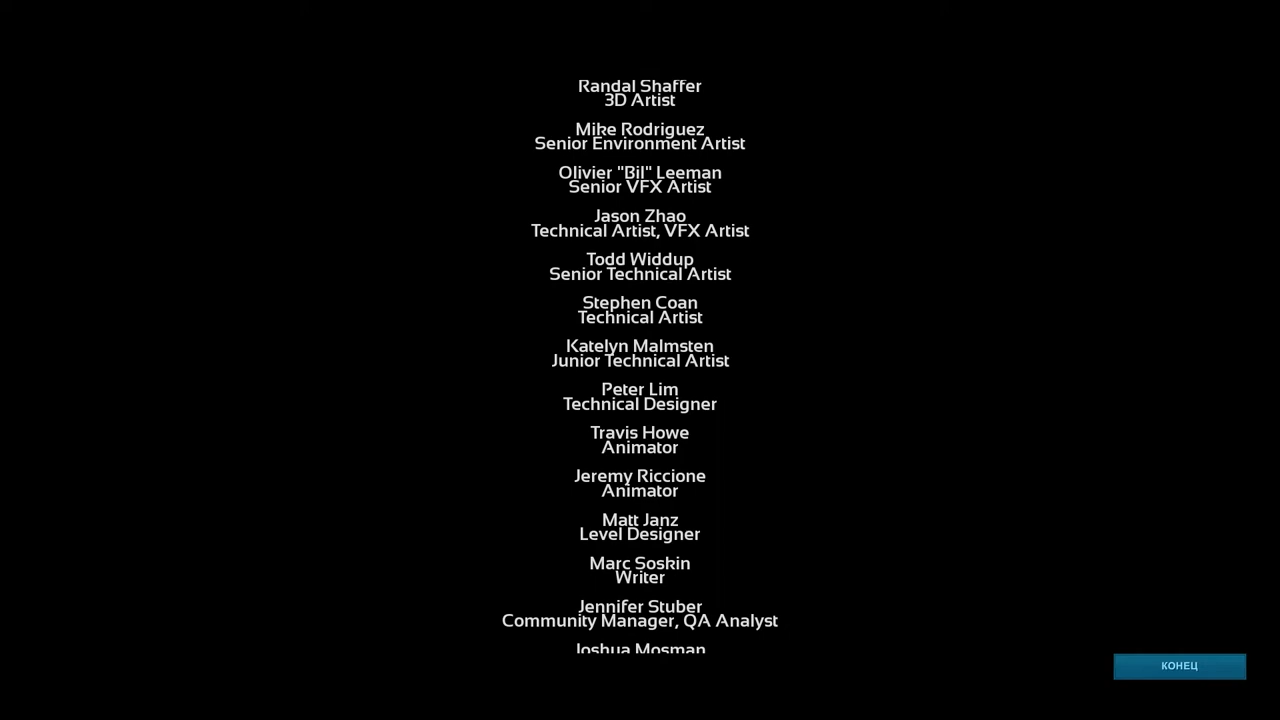 Randal Shaffer
3D Artist
Mike Rodriguez
Senior Environment Artist
Olivier "Bil" Leeman
Senior VFX Artist
Jason Zhao
Technical Artist, VFX Artist
Todd Widdup
Senior Technical Artist
Stephen Coan
Technical Artist
Katelyn Malmsten
Junior Technical Artist
Peter Lim
Technical Designer
Travis Howe
Animator
Jeremy Riccione
Animator
Matt Janz
Level Designer
Marc Soskin
Writer
Jennifer Stuber
Community Manager, QA Analyst
Joshua Mosman
КОНЕЦ